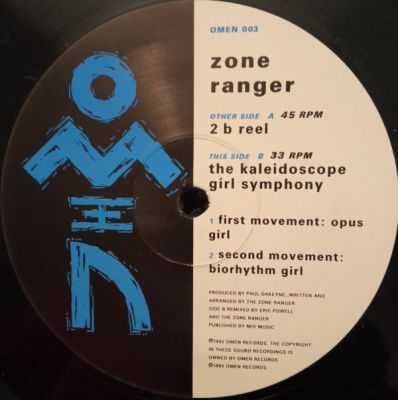 OMEN
OMEN 003
zone
ranger
OTHER SIDE A 45 RPM
2 b reel
THIS SIDE B 33 RPM
the kaleidoscope
girl symphony
1 first movement: opus
girl
2 second movement:
biorhythm girl
PRODUCED BY PAUL OAKEYNE, WRITTEN AND
ARRANGED BY THE ZONE RANGER
SIDE B REMIXED BY ERIC POWELL
AND THE ZONE RANGER
PUBLISHED BY MIX MUSIC
℗1992 OMEN RECORDS. THE COPYRIGHT
IN THESE SOUND RECORDINGS IS
OWNED BY OMEN RECORDS
©1992 OMEN RECORDS